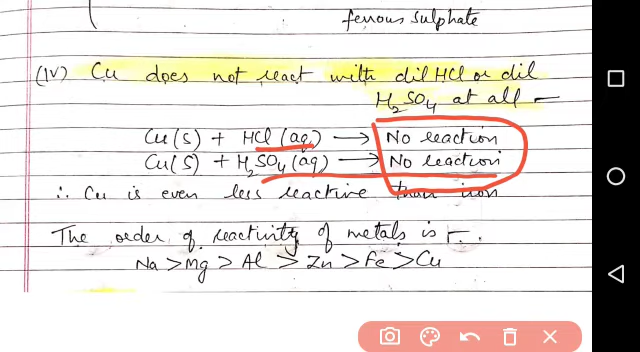 ferrous sulphate
(iv) Cu does not react with dil HCl or dil
H₂SO₄ at all -
Cu(s) + HCl(aq) → No reaction
Cu(s) + H₂SO₄(aq) → No reaction
∴ Cu is even less reactive than iron
The order of reactivity of metals is
Na > Mg > Al > Zn > Fe > Cu